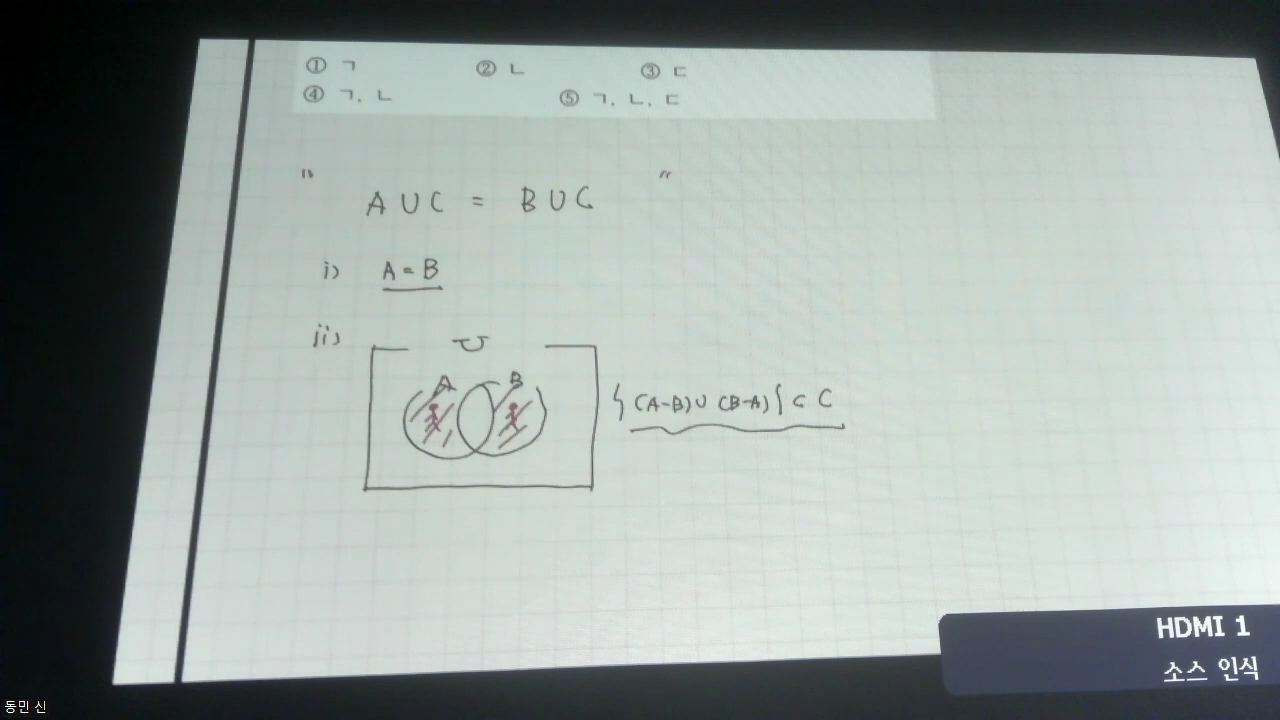 ① ㄱ ② ㄴ ③ ㄷ
④ ㄱ, ㄴ ⑤ ㄱ, ㄴ, ㄷ
" A∪C = B∪C "
i) A = B
ii)
U
A B
{(A-B)∪(B-A)} ⊂ C
HDMI 1
소스 인식
동민 신